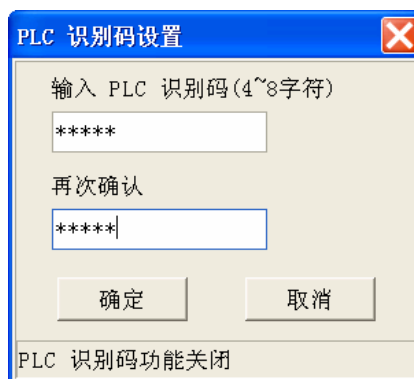 PLC 识别码设置
输入 PLC 识别码(4~8字符)
*****
再次确认
*****
确定 取消
PLC 识别码功能关闭